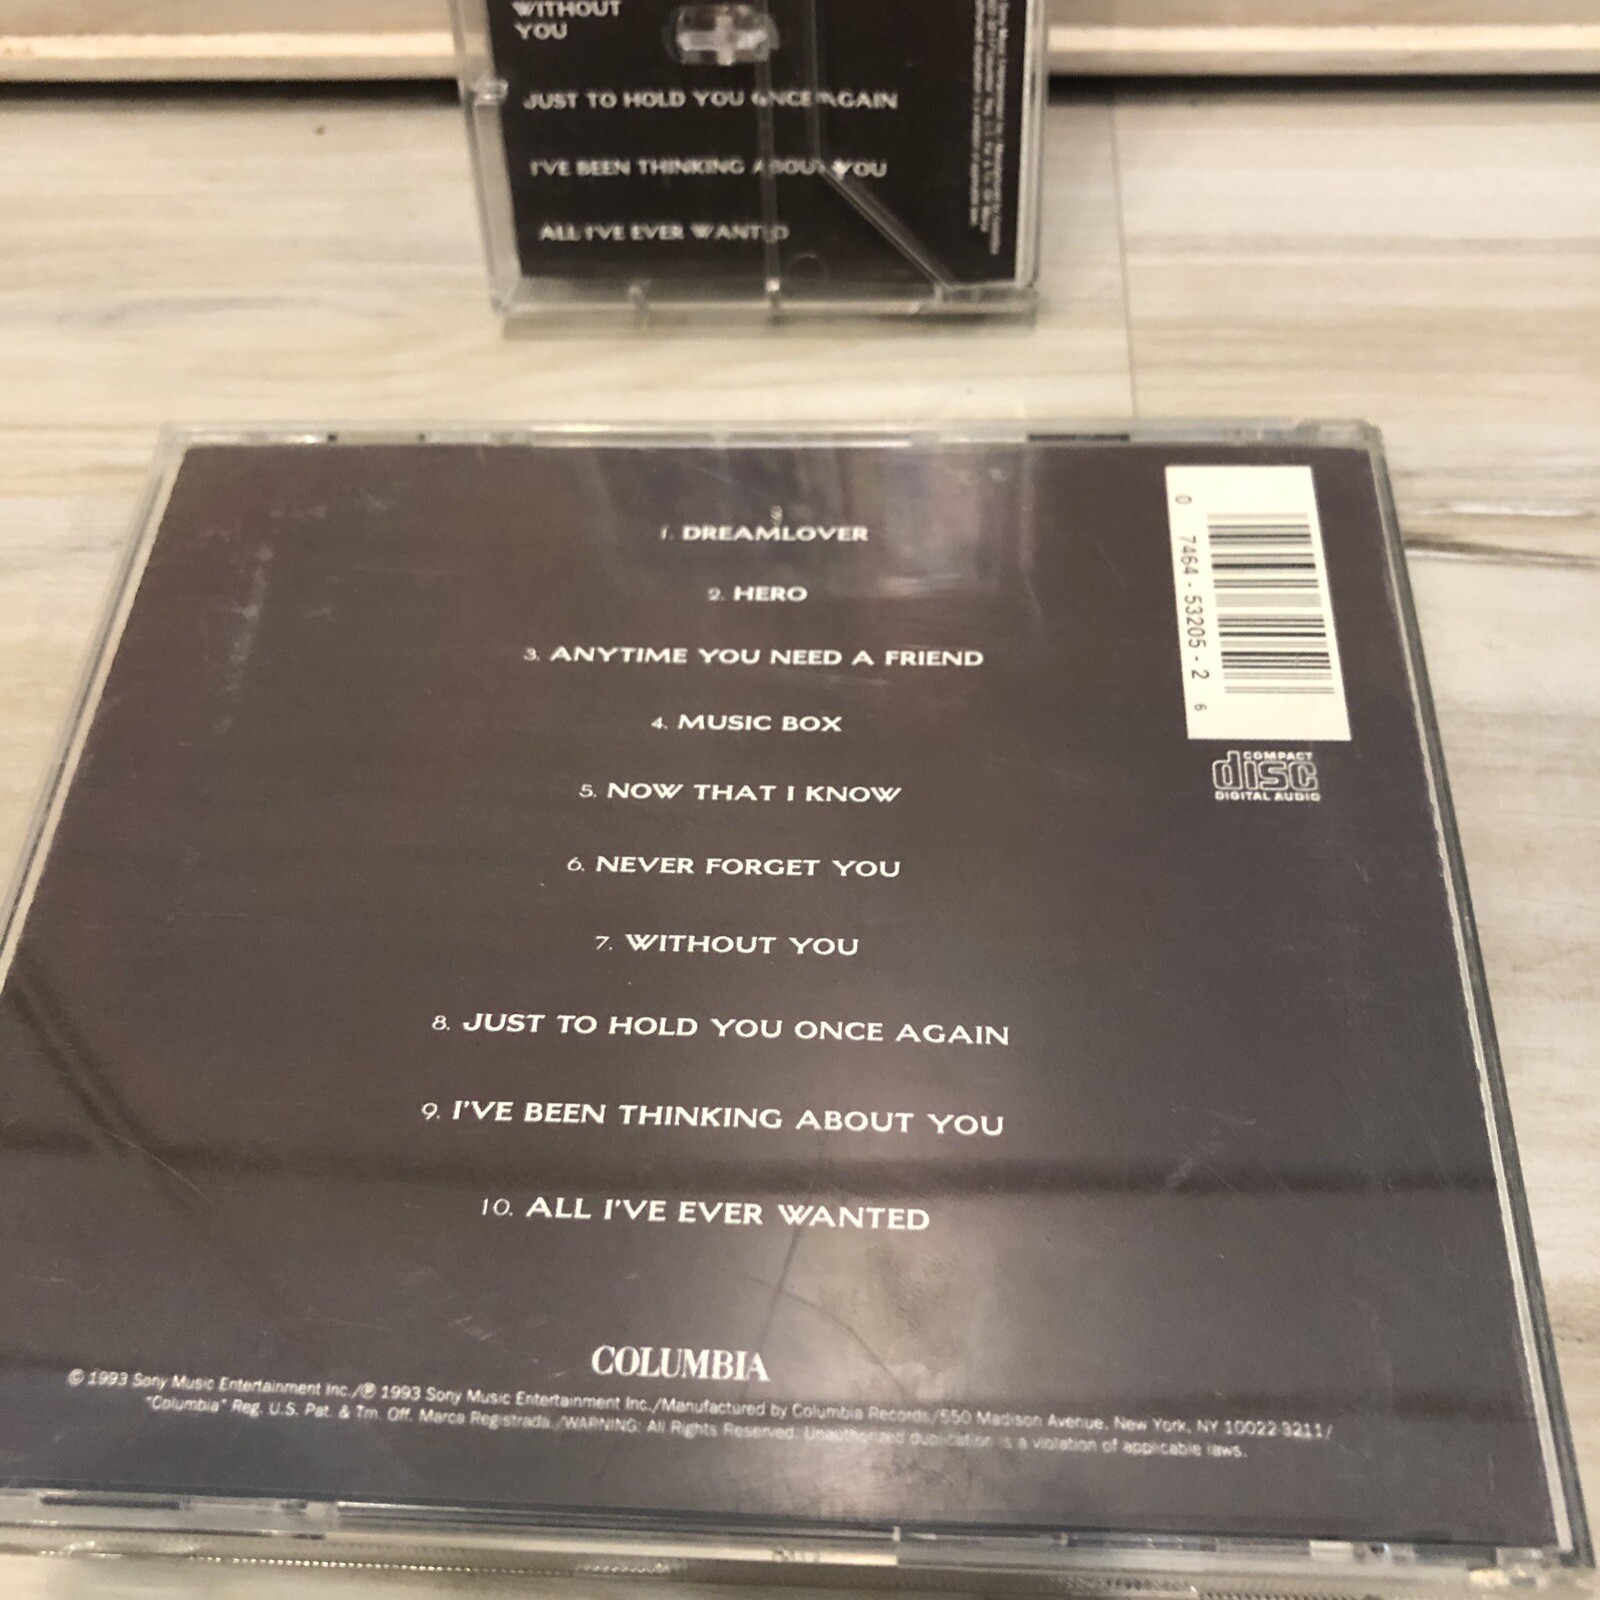 WITHOUT
YOU
JUST TO HOLD YOU ONCE AGAIN
I'VE BEEN THINKING ABOUT YOU
ALL I'VE EVER WANTED
1. DREAMLOVER
2. HERO
3. ANYTIME YOU NEED A FRIEND
4. MUSIC BOX
5. NOW THAT I KNOW
6. NEVER FORGET YOU
7. WITHOUT YOU
8. JUST TO HOLD YOU ONCE AGAIN
9. I'VE BEEN THINKING ABOUT YOU
10. ALL I'VE EVER WANTED
0 7464-53205-2 6
COMPACT
disc
DIGITAL AUDIO
COLUMBIA
© 1993 Sony Music Entertainment Inc./℗ 1993 Sony Music Entertainment Inc./Manufactured by Columbia Records/550 Madison Avenue, New York, NY 10022-3211/
"Columbia" Reg. U.S. Pat. & Tm. Off. Marca Registrada./WARNING: All Rights Reserved. Unauthorized duplication is a violation of applicable laws.